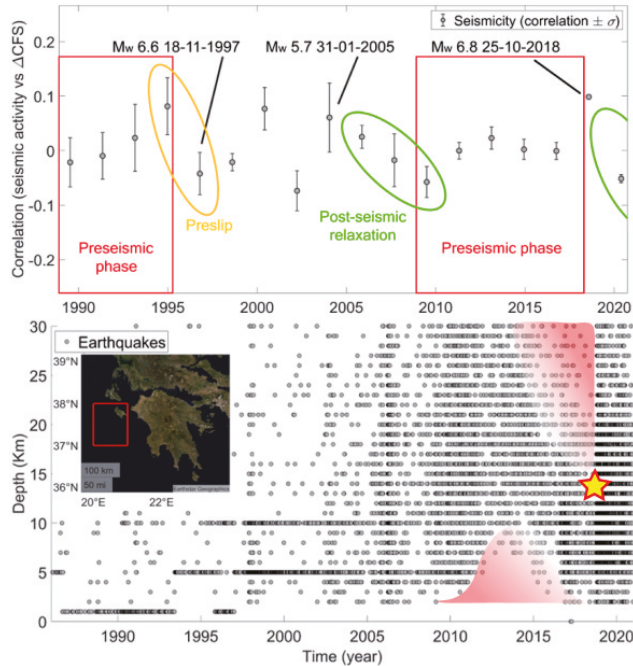 Seismicity (correlation ± σ)
Mw 6.6 18-11-1997
Mw 5.7 31-01-2005
Mw 6.8 25-10-2018
0.2
0.1
0
-0.1
-0.2
Correlation (seismic activity vs ΔCFS)
Preslip
Post-seismic
relaxation
Preseismic
phase
Preseismic phase
1990 1995 2000 2005 2010 2015 2020
Earthquakes
39°N
38°N
37°N
36°N
100 km
50 mi
Earthstar Geographics
20°E 22°E
30
25
20
15
10
5
0
Depth (Km)
1990 1995 2000 2005 2010 2015 2020
Time (year)